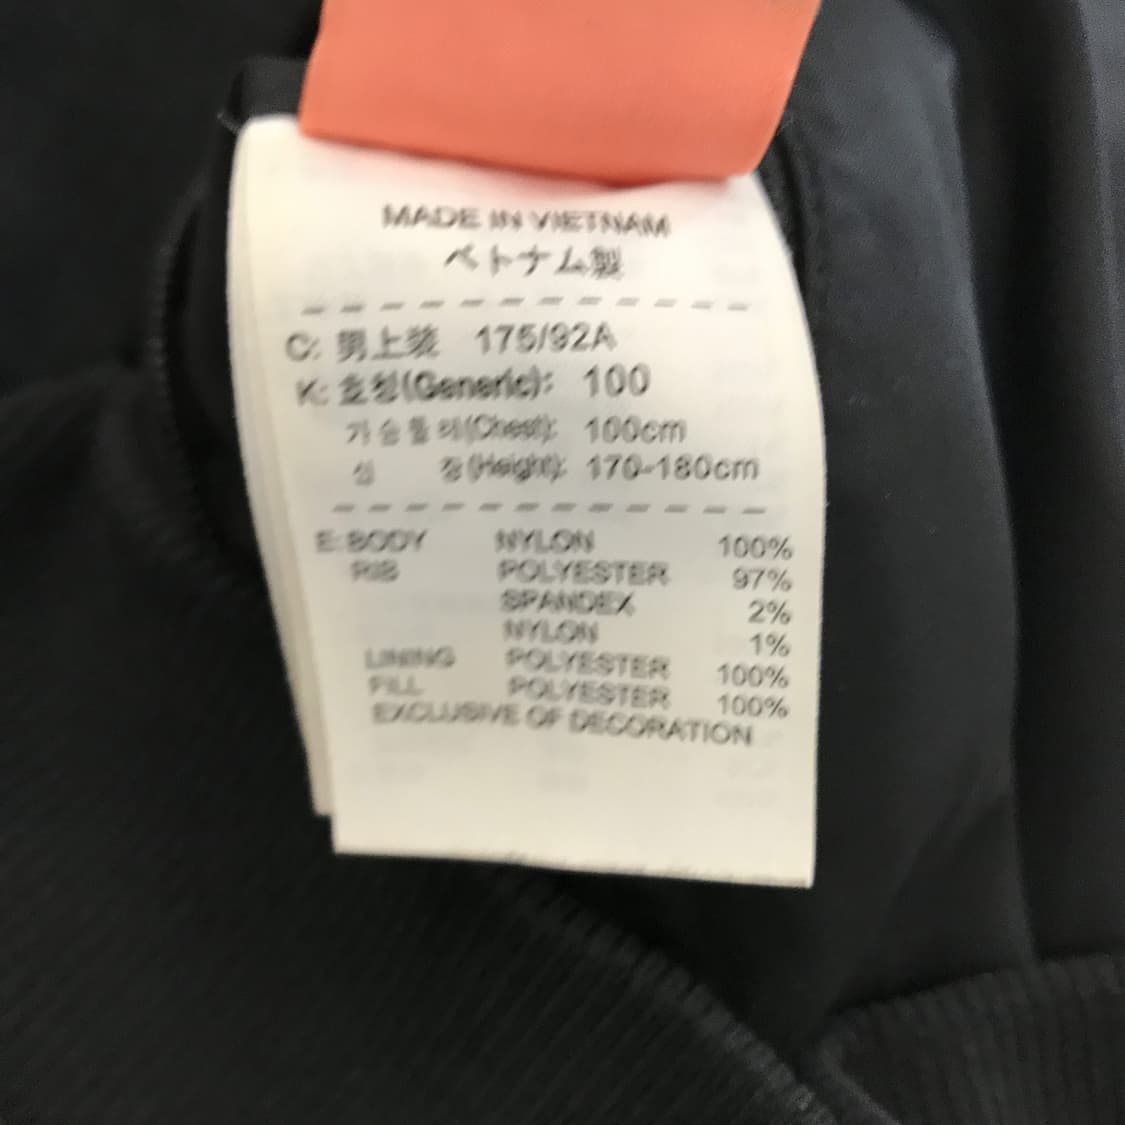 MADE IN VIETNAM
ベトナム製
C: 男上装 175/92A
K: 호칭(Generic): 100
가슴둘레(Chest): 100cm
신 장(Height): 170-180cm
E: BODY NYLON 100%
RIB POLYESTER 97%
SPANDEX 2%
NYLON 1%
LINING POLYESTER 100%
FILL POLYESTER 100%
EXCLUSIVE OF DECORATION